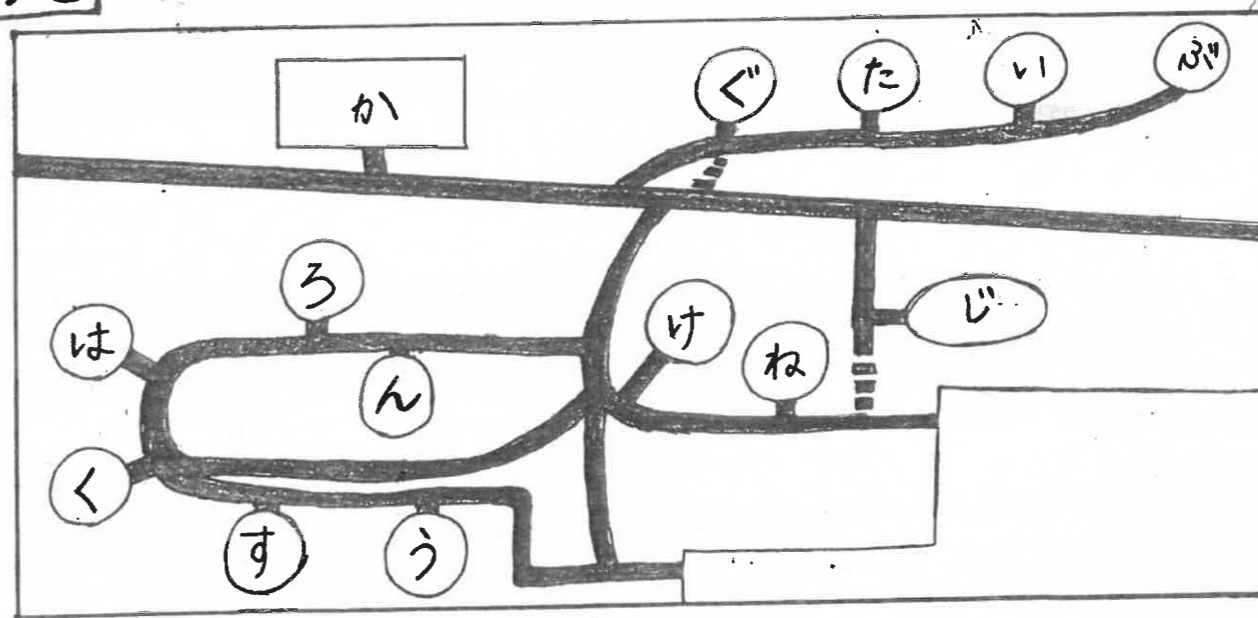 か
ぐ
た
い
ぶ
ろ
は
ん
け
ね
じ
く
す
う